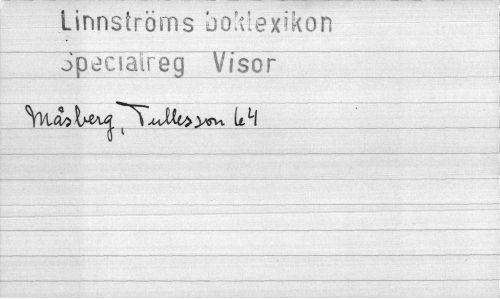 Linnströms boklexikon
Specialreg Visor
Måsberg, Tullesson 64